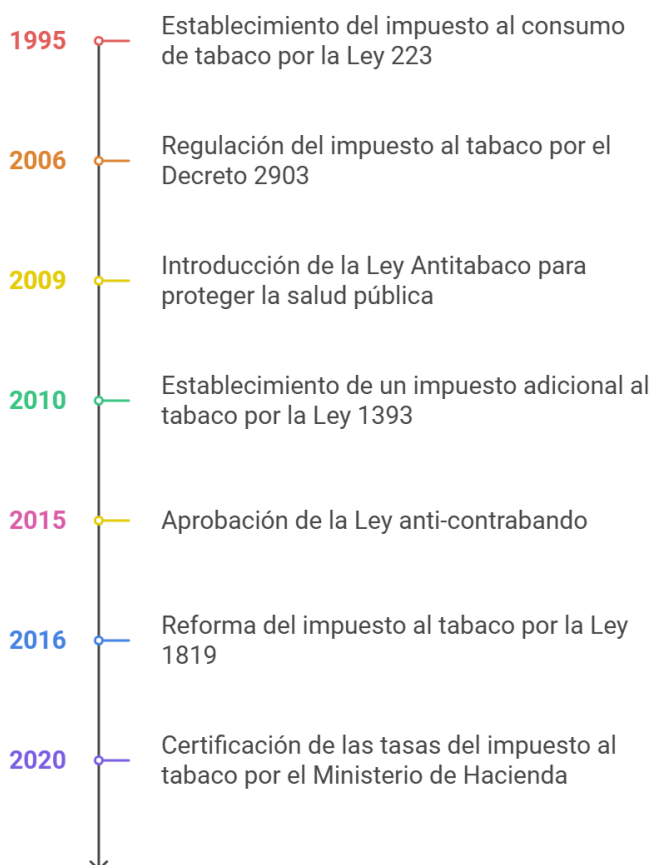 1995
Establecimiento del impuesto al consumo
de tabaco por la Ley 223
2006
Regulación del impuesto al tabaco por el
Decreto 2903
2009
Introducción de la Ley Antitabaco para
proteger la salud pública
2010
Establecimiento de un impuesto adicional al
tabaco por la Ley 1393
2015
Aprobación de la Ley anti-contrabando
2016
Reforma del impuesto al tabaco por la Ley
1819
2020
Certificación de las tasas del impuesto al
tabaco por el Ministerio de Hacienda